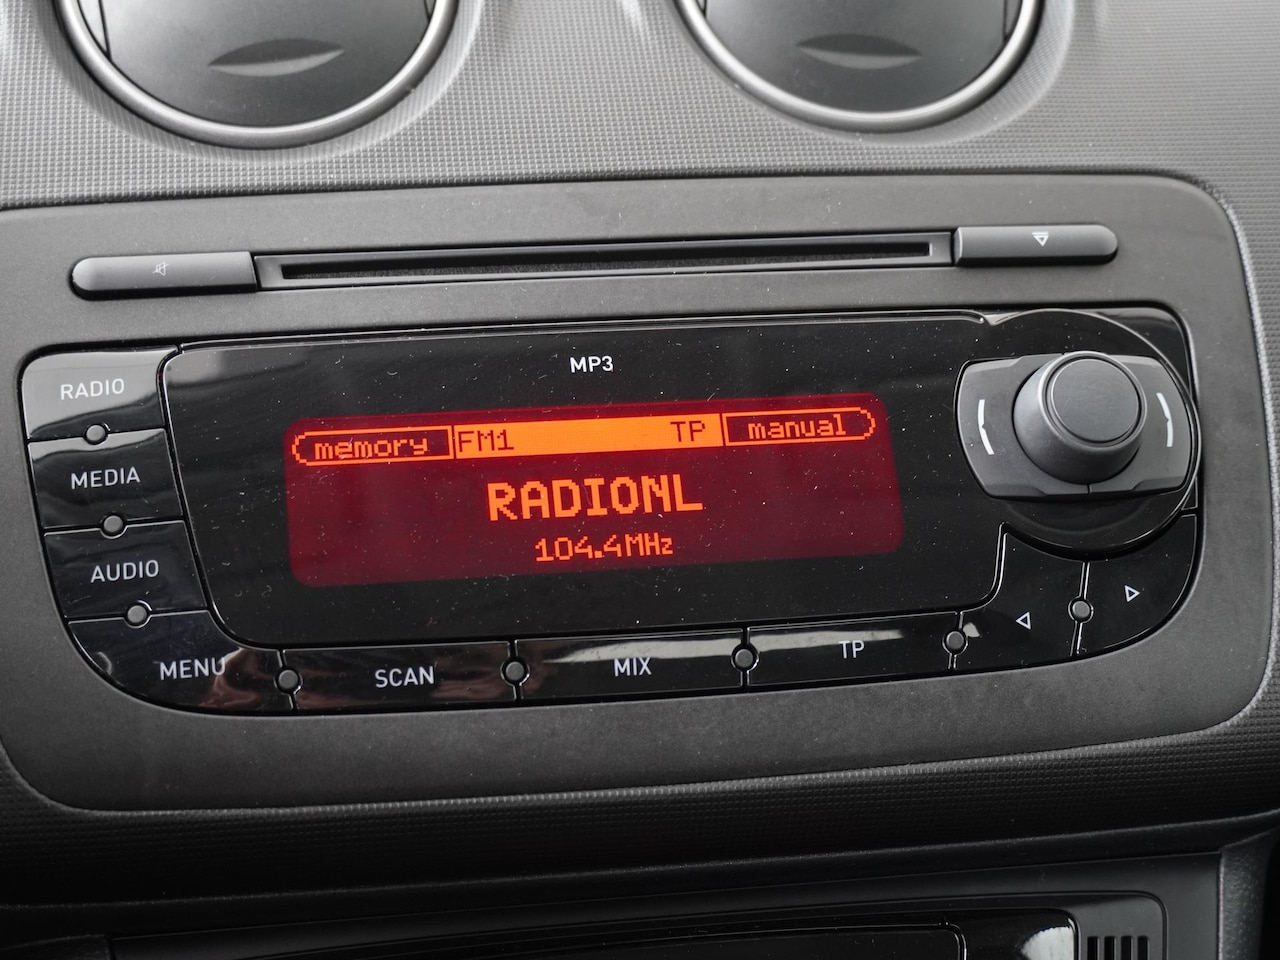 MP3
RADIO
memory FM1 TP manual
MEDIA
RADIONL
104.4MHz
AUDIO
MENU SCAN MIX TP